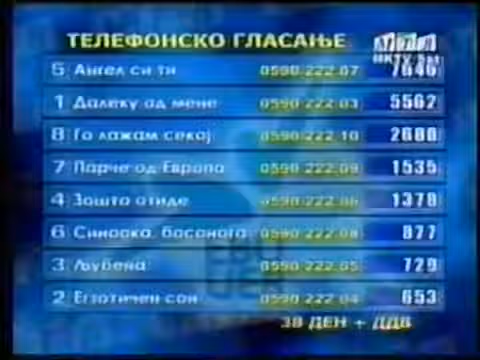 ТЕЛЕФОНСКО ГЛАСАЊЕ
5 Ангел си ти 0590 222 07 7646
1 Далеку од мене 0590 222 03 5562
8 Го лажам секој 0590 222 10
7 Парче од Европа 0590 222 09 1535
4 Зошто отиде 0590 222 06 1378
6 Синоќа, босонога 0590 222 08 877
3 Љубена 0590 222 05 729
2 Егзотичен сон 0590 222 04 653
38 ДЕН + ДДВ